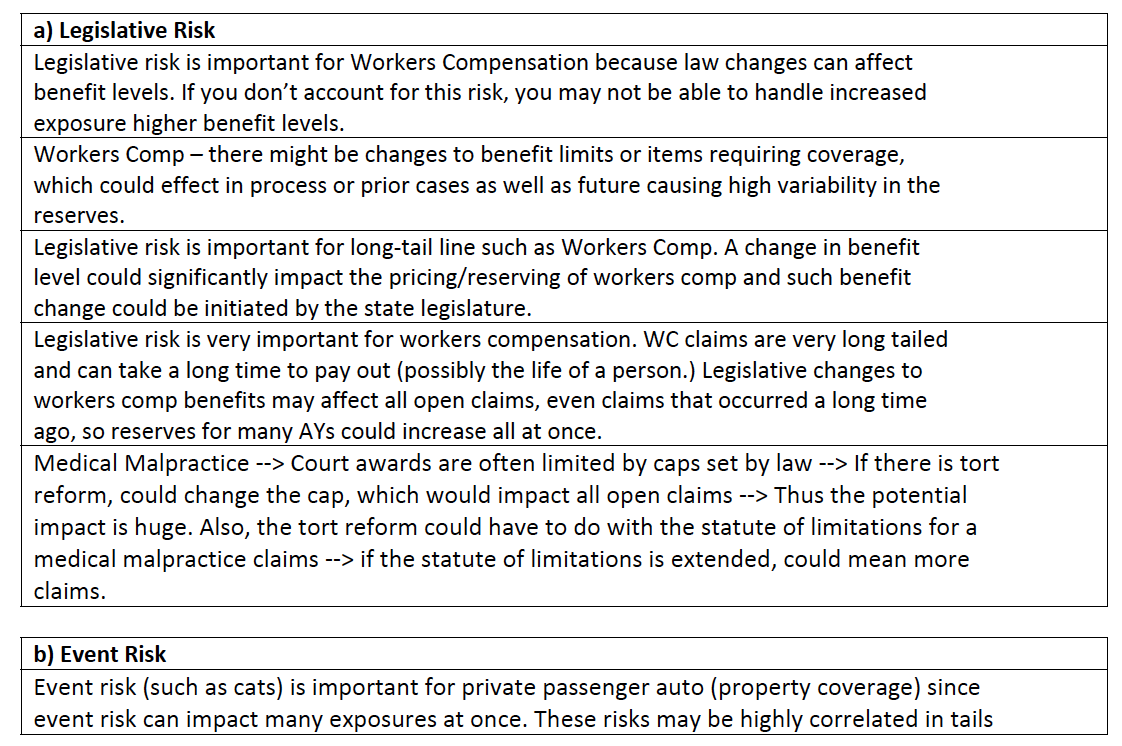 a) Legislative Risk
Legislative risk is important for Workers Compensation because law changes can affect
benefit levels. If you don’t account for this risk, you may not be able to handle increased
exposure higher benefit levels.
Workers Comp – there might be changes to benefit limits or items requiring coverage,
which could effect in process or prior cases as well as future causing high variability in the
reserves.
Legislative risk is important for long-tail line such as Workers Comp. A change in benefit
level could significantly impact the pricing/reserving of workers comp and such benefit
change could be initiated by the state legislature.
Legislative risk is very important for workers compensation. WC claims are very long tailed
and can take a long time to pay out (possibly the life of a person.) Legislative changes to
workers comp benefits may affect all open claims, even claims that occurred a long time
ago, so reserves for many AYs could increase all at once.
Medical Malpractice --> Court awards are often limited by caps set by law --> If there is tort
reform, could change the cap, which would impact all open claims --> Thus the potential
impact is huge. Also, the tort reform could have to do with the statute of limitations for a
medical malpractice claims --> if the statute of limitations is extended, could mean more
claims.
b) Event Risk
Event risk (such as cats) is important for private passenger auto (property coverage) since
event risk can impact many exposures at once. These risks may be highly correlated in tails